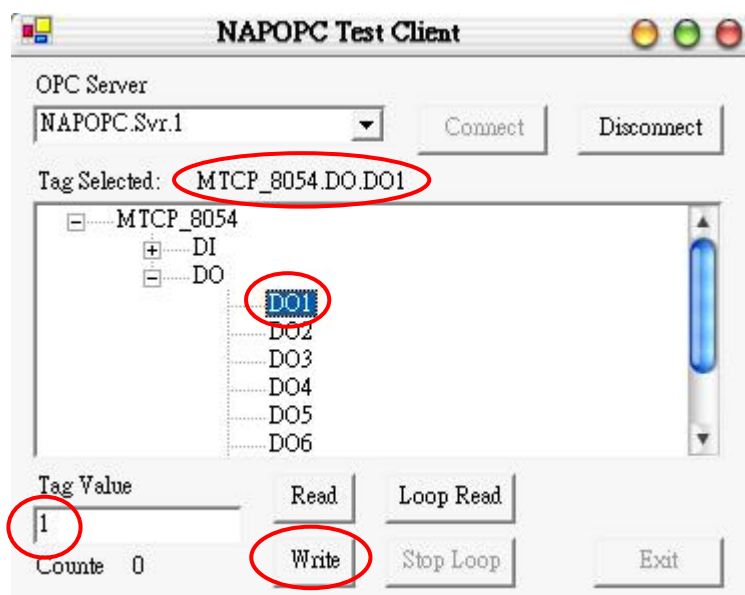 NAPOPC Test Client
OPC Server
NAPOPC.Svr.1 Connect Disconnect
Tag Selected: MTCP_8054.DO.DO1
MTCP_8054
DI
DO
DO1
DO2
DO3
DO4
DO5
DO6
Tag Value
Read Loop Read
1
Counte 0 Write Stop Loop Exit